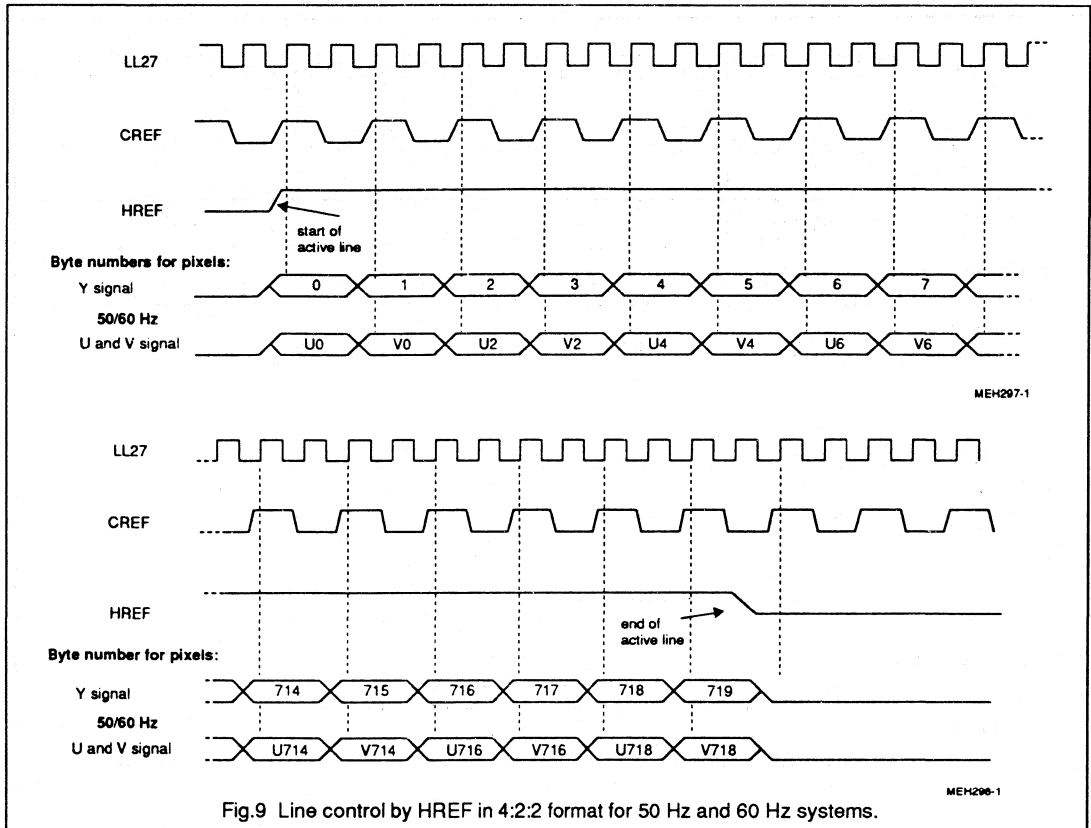 LL27
CREF
HREF
start of
active line
Byte numbers for pixels:
Y signal 0 1 2 3 4 5 6 7
50/60 Hz
U and V signal U0 V0 U2 V2 U4 V4 U6 V6
MEH297-1
LL27
CREF
HREF
end of
active line
Byte number for pixels:
Y signal 714 715 716 717 718 719
50/60 Hz
U and V signal U714 V714 U716 V716 U718 V718
MEH298-1
Fig.9 Line control by HREF in 4:2:2 format for 50 Hz and 60 Hz systems.